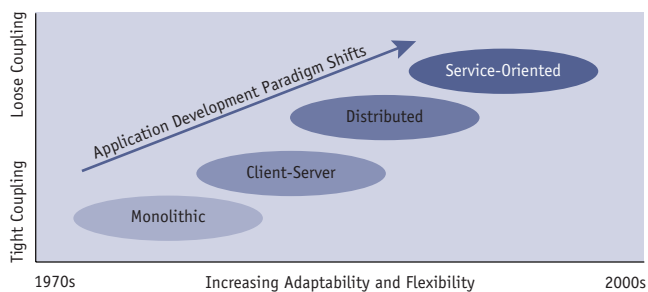 Loose Coupling
Tight Coupling
Application Development Paradigm Shifts
Service-Oriented
Distributed
Client-Server
Monolithic
1970s
Increasing Adaptability and Flexibility
2000s